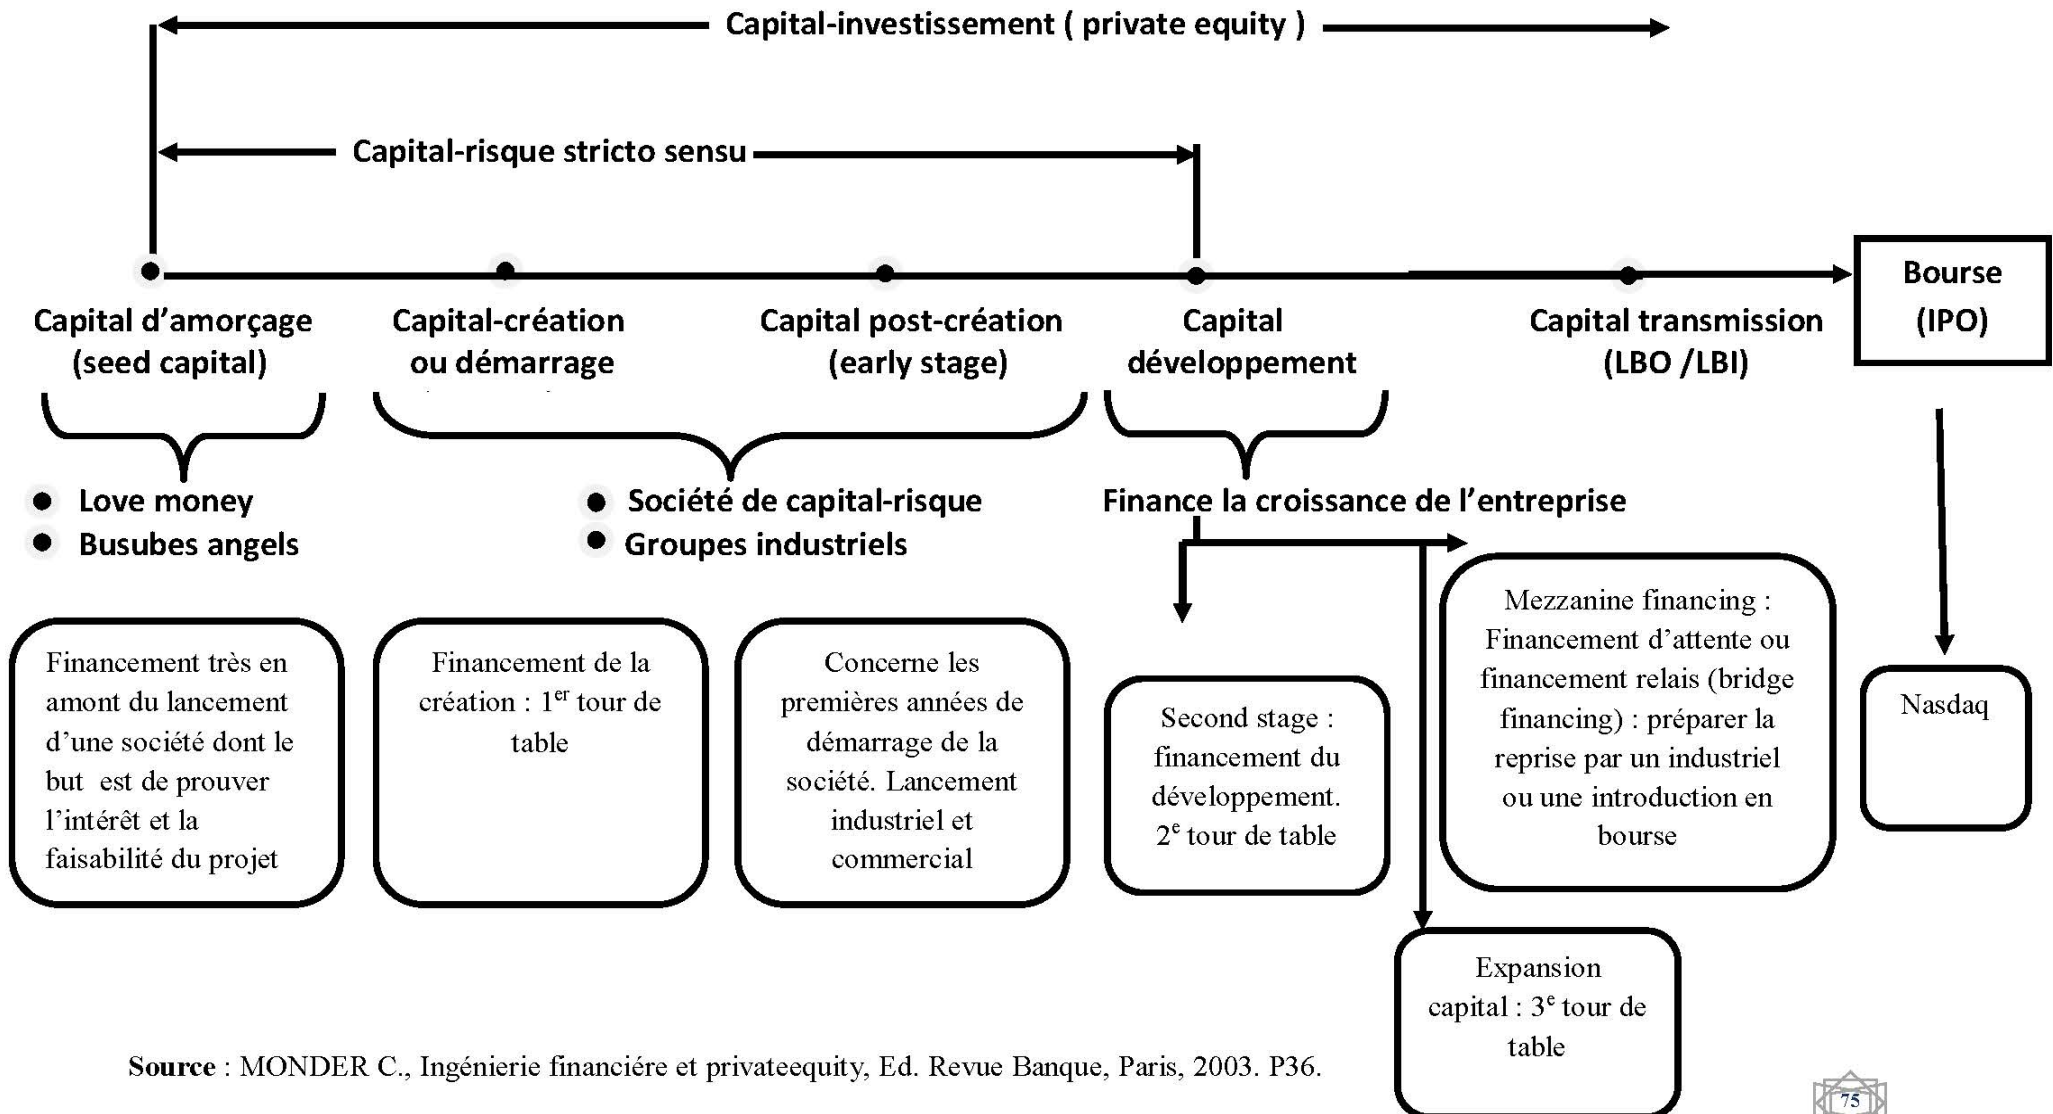 Capital-investissement ( private equity )
Capital-risque stricto sensu
Capital d’amorçage
(seed capital)
Capital-création
ou démarrage
Capital post-création
(early stage)
Capital
développement
Capital transmission
(LBO /LBI)
Bourse
(IPO)
Love money
Busubes angels
Société de capital-risque
Groupes industriels
Finance la croissance de l’entreprise
Financement très en
amont du lancement
d’une société dont le
but est de prouver
l’intérêt et la
faisabilité du projet
Financement de la
création : 1er tour de
table
Concerne les
premières années de
démarrage de la
société. Lancement
industriel et
commercial
Second stage :
financement du
développement.
2e tour de table
Mezzanine financing :
Financement d’attente ou
financement relais (bridge
financing) : préparer la
reprise par un industriel
ou une introduction en
bourse
Nasdaq
Expansion
capital : 3e tour de
table
Source : MONDER C., Ingénierie financiére et privateequity, Ed. Revue Banque, Paris, 2003. P36.
75